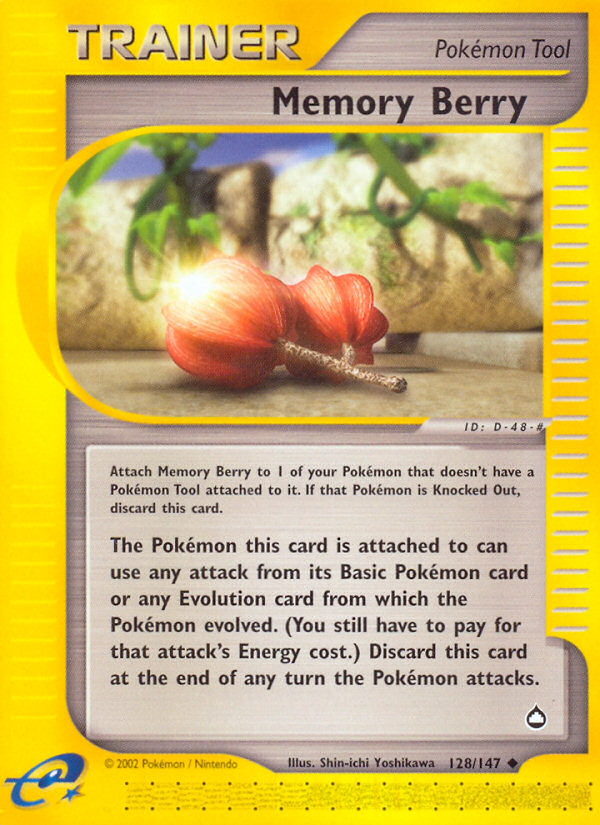 TRAINER
Pokémon Tool
Memory Berry
ID: D-48-#
Attach Memory Berry to 1 of your Pokémon that doesn't have a
Pokémon Tool attached to it. If that Pokémon is Knocked Out,
discard this card.
The Pokémon this card is attached to can
use any attack from its Basic Pokémon card
or any Evolution card from which the
Pokémon evolved. (You still have to pay for
that attack's Energy cost.) Discard this card
at the end of any turn the Pokémon attacks.
© 2002 Pokémon / Nintendo
Illus. Shin-ichi Yoshikawa 128/147 ◆
e